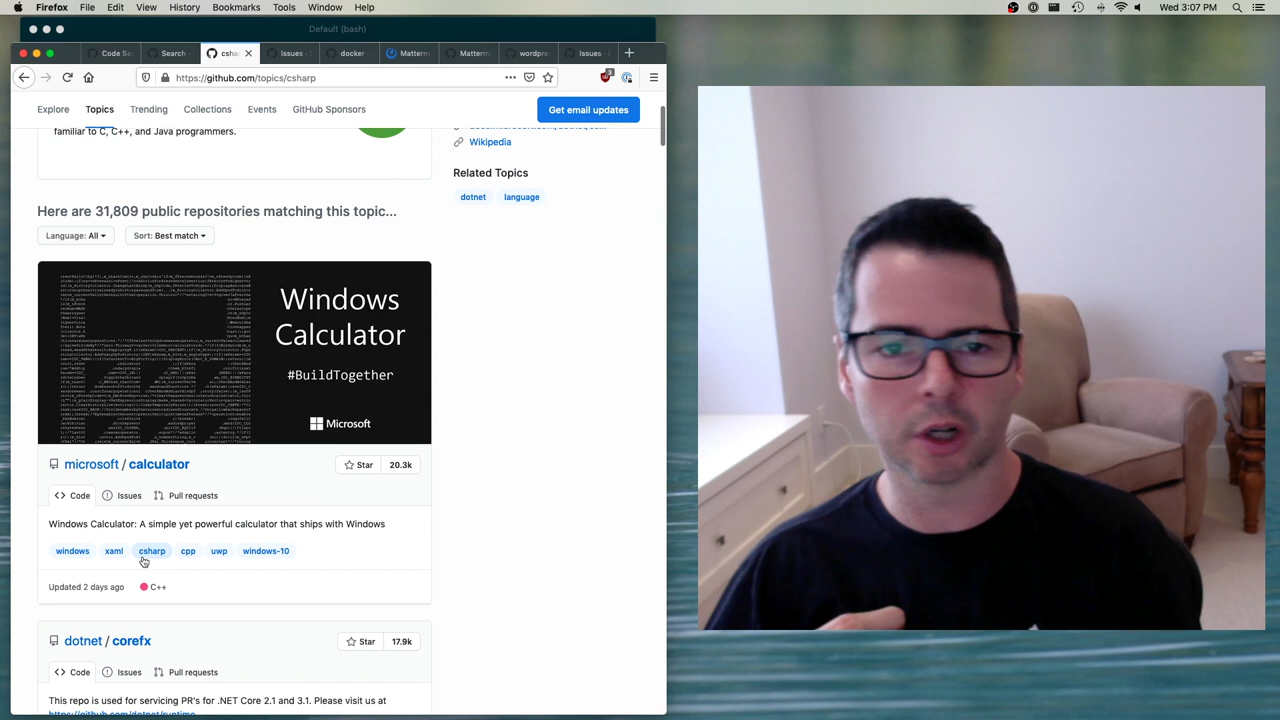 Firefox File Edit View History Bookmarks Tools Window Help Wed 3:07 PM
Default (bash)
Code Se Search csha Issues docker Matterm Matterm wordpre Issues
https://github.com/topics/csharp
Explore Topics Trending Collections Events GitHub Sponsors Get email updates
familiar to C, C++, and Java programmers.
Wikipedia
Related Topics
dotnet language
Here are 31,809 public repositories matching this topic...
Language: All Sort: Best match
Windows
Calculator
#BuildTogether
Microsoft
microsoft / calculator Star 20.3k
Code Issues Pull requests
Windows Calculator: A simple yet powerful calculator that ships with Windows
windows xaml csharp cpp uwp windows-10
Updated 2 days ago C++
dotnet / corefx Star 17.9k
Code Issues Pull requests
This repo is used for servicing PR's for .NET Core 2.1 and 3.1. Please visit us at
https://github.com/dotnet/runtime